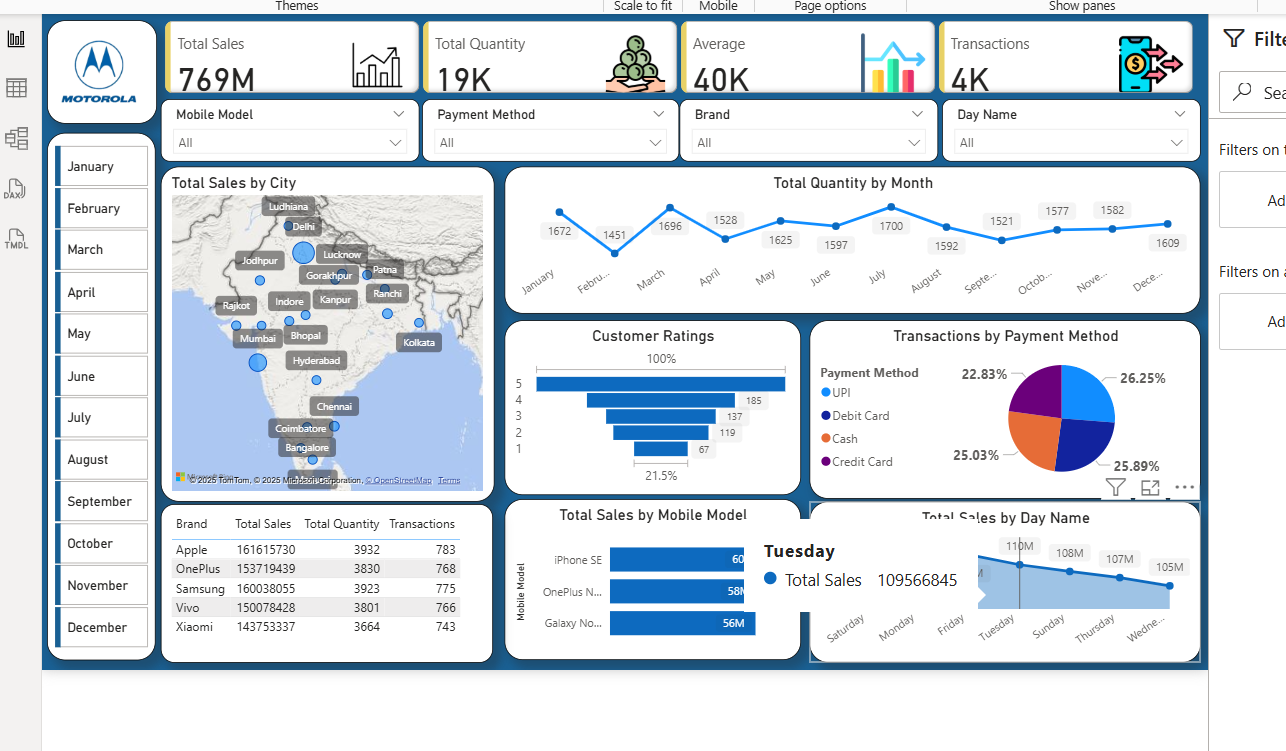 Themes
Scale to fit
Mobile
Page options
Show panes
DAX
TMDL
MOTOROLA
January
February
March
April
May
June
July
August
September
October
November
December
Total Sales
769M
Total Quantity
19K
Average
40K
Transactions
4K
Mobile Model
All
Payment Method
All
Brand
All
Day Name
All
Total Sales by City
Ludhiana
Delhi
Lucknow
Jodhpur
Gorakhpur
Patna
Ranchi
Kanpur
Indore
Rajkot
Mumbai
Bhopal
Kolkata
Hyderabad
Chennai
Coimbatore
Bangalore
© 2025 TomTom, © 2025 Microsoft Corporation, © OpenStreetMap Terms
Total Quantity by Month
1672
1451
1696
1528
1625
1597
1700
1592
1521
1577
1582
1609
January
Febru...
March
April
May
June
July
August
Septe...
Octob...
Nove...
Dece...
Customer Ratings
100%
5
4 185
3 137
2 119
1 67
21.5%
Transactions by Payment Method
Payment Method
UPI
Debit Card
Cash
Credit Card
22.83%
26.25%
25.03%
25.89%
Brand Total Sales Total Quantity Transactions
Apple 161615730 3932 783
OnePlus 153719439 3830 768
Samsung 160038055 3923 775
Vivo 150078428 3801 766
Xiaomi 143753337 3664 743
Total Sales by Mobile Model
Mobile Model
iPhone SE 60
OnePlus N... 58M
Galaxy No... 56M
Total Sales by Day Name
Tuesday
Total Sales 109566845
M
110M
108M
107M
105M
Saturday
Monday
Friday
Tuesday
Sunday
Thursday
Wedne...
Filte
Sea
Filters on t
Ad
Filters on a
Ad